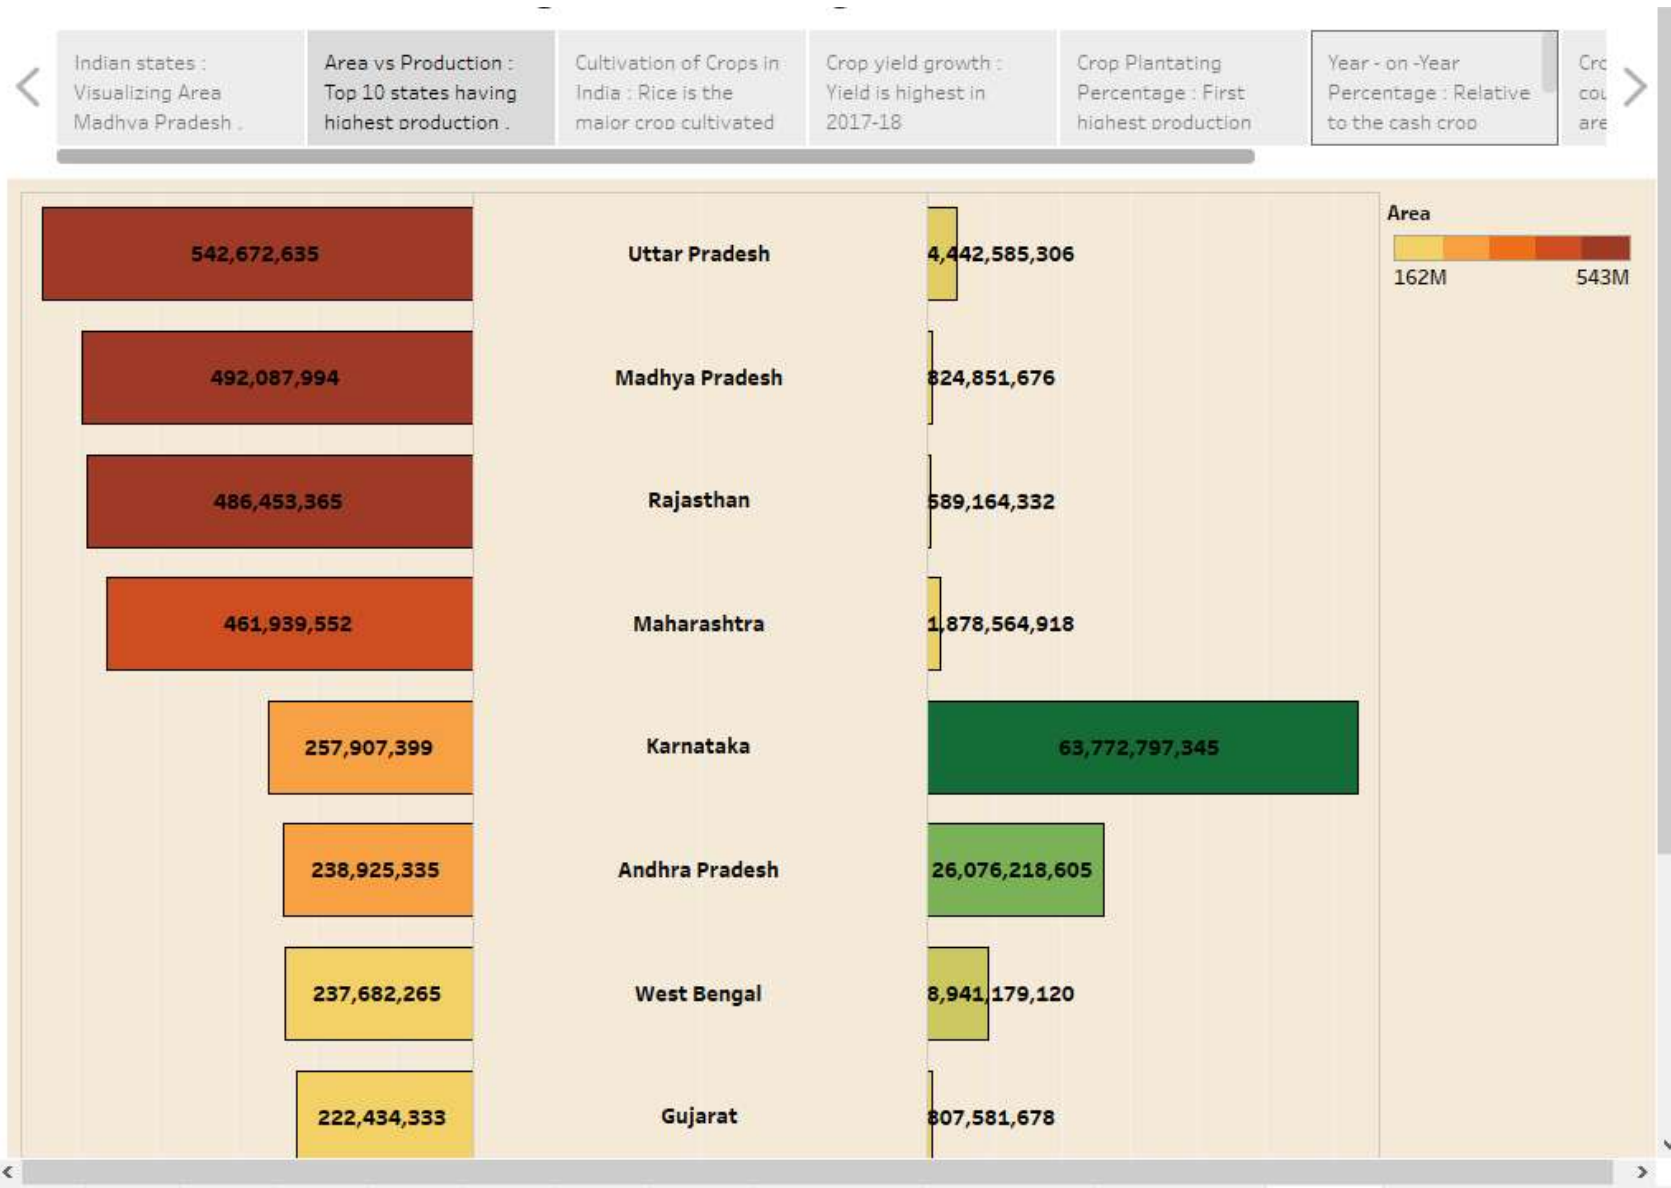 Indian states :
Visualizing Area
Madhya Pradesh .
Area vs Production :
Top 10 states having
highest production .
Cultivation of Crops in
India : Rice is the
major crop cultivated
Crop yield growth :
Yield is highest in
2017-18
Crop Plantating
Percentage : First
highest production
Year - on -Year
Percentage : Relative
to the cash crop
Cro
cou
are
Area
162M 543M
542,672,635 Uttar Pradesh 4,442,585,306
492,087,994 Madhya Pradesh 824,851,676
486,453,365 Rajasthan 589,164,332
461,939,552 Maharashtra 1,878,564,918
257,907,399 Karnataka 63,772,797,345
238,925,335 Andhra Pradesh 26,076,218,605
237,682,265 West Bengal 8,941,179,120
222,434,333 Gujarat 807,581,678